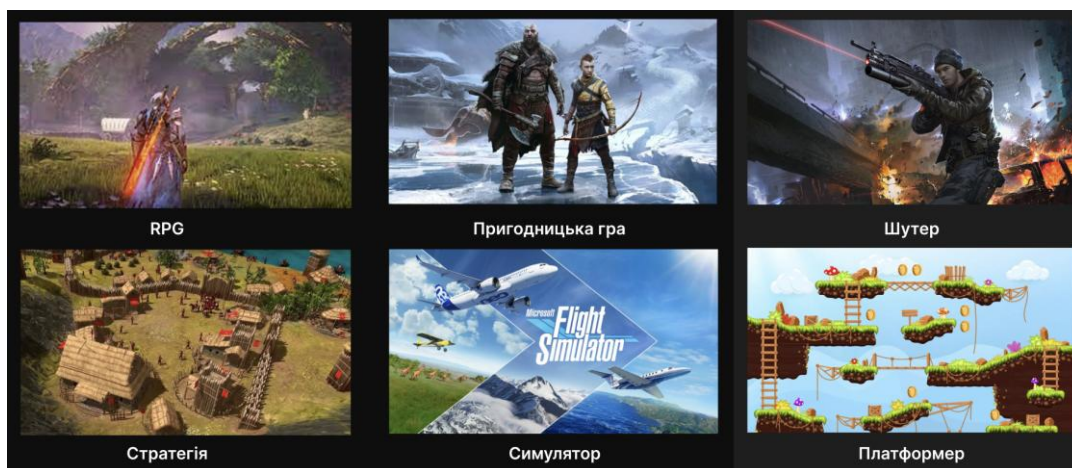 RPG
Пригодницька гра
Шутер
Microsoft
Flight
Simulator
Стратегія
Симулятор
Платформер